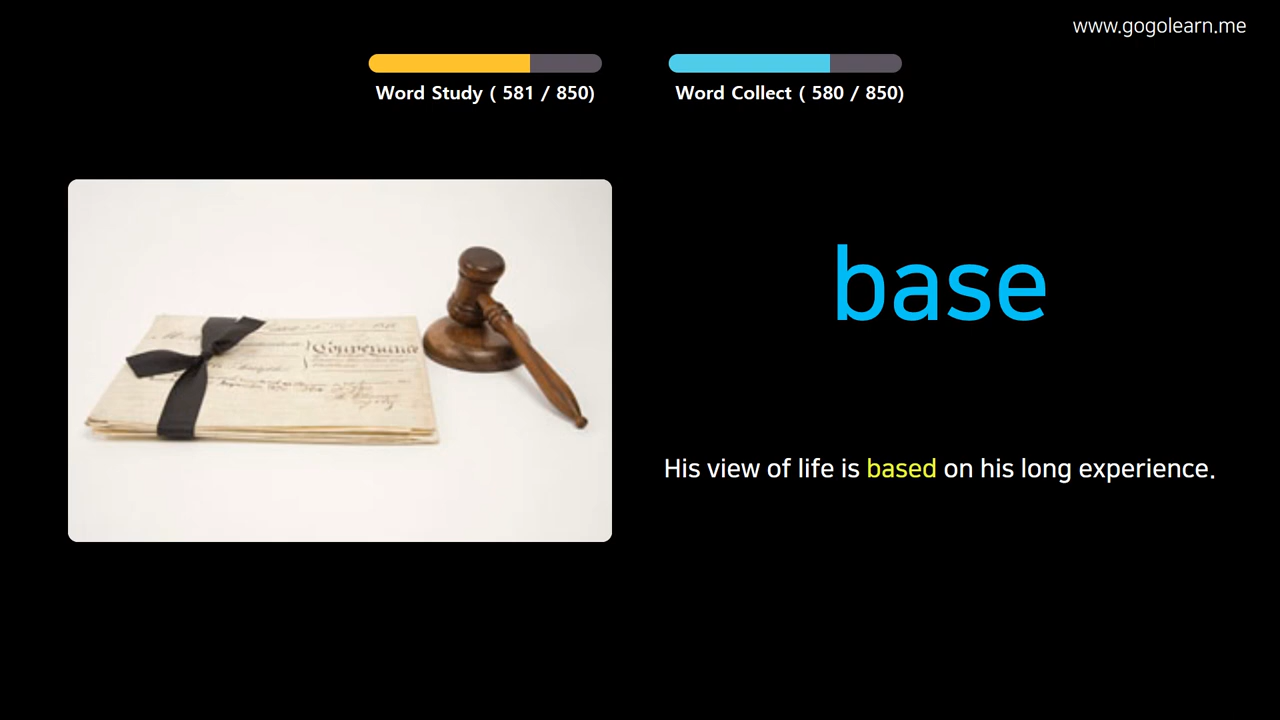 www.gogolearn.me
Word Study ( 581 / 850)
Word Collect ( 580 / 850)
base
Conveyance
His view of life is based on his long experience.